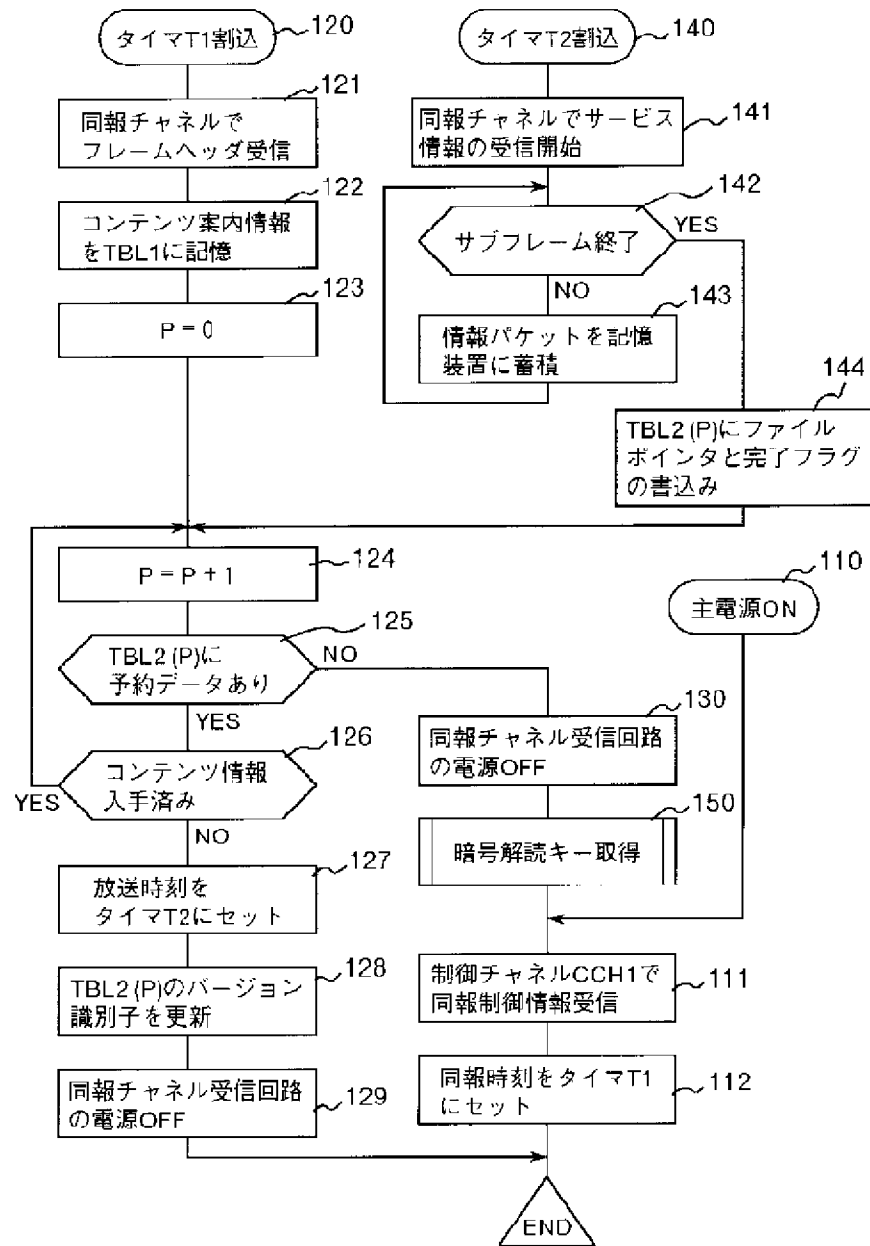 タイマT1割込
120
121
同報チャネルで
フレームヘッダ受信
122
コンテンツ案内情報
をTBL1に記憶
123
P = 0
タイマT2割込
140
141
同報チャネルでサービス
情報の受信開始
142
サブフレーム終了
YES
NO
143
情報パケットを記憶
装置に蓄積
144
TBL2 (P)にファイル
ポインタと完了フラグ
の書込み
124
P = P + 1
125
TBL2 (P)に
予約データあり
NO
YES
126
コンテンツ情報
入手済み
YES
NO
127
放送時刻を
タイマT2にセット
128
TBL2 (P)のバージョン
識別子を更新
129
同報チャネル受信回路
の電源OFF
110
主電源ON
130
同報チャネル受信回路
の電源OFF
150
暗号解読キー取得
制御チャネルCCH1で
同報制御情報受信
111
同報時刻をタイマT1
にセット
112
END